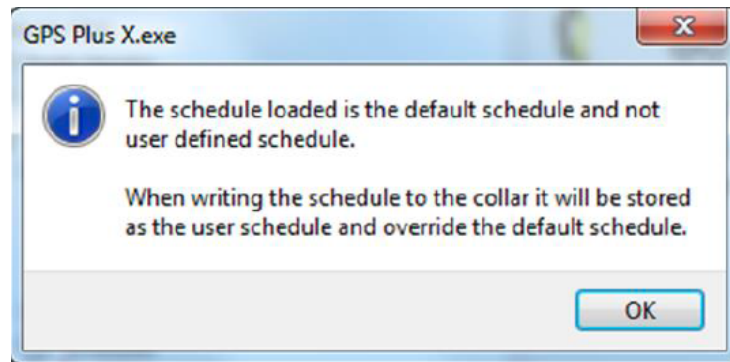 GPS Plus X.exe
The schedule loaded is the default schedule and not
user defined schedule.
When writing the schedule to the collar it will be stored
as the user schedule and override the default schedule.
OK